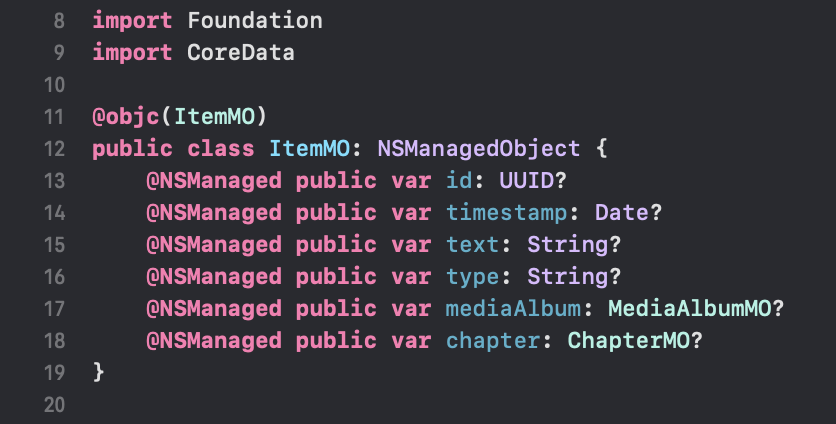 8 import Foundation
9 import CoreData
10
11 @objc(ItemMO)
12 public class ItemMO: NSManagedObject {
13     @NSManaged public var id: UUID?
14     @NSManaged public var timestamp: Date?
15     @NSManaged public var text: String?
16     @NSManaged public var type: String?
17     @NSManaged public var mediaAlbum: MediaAlbumMO?
18     @NSManaged public var chapter: ChapterMO?
19 }
20